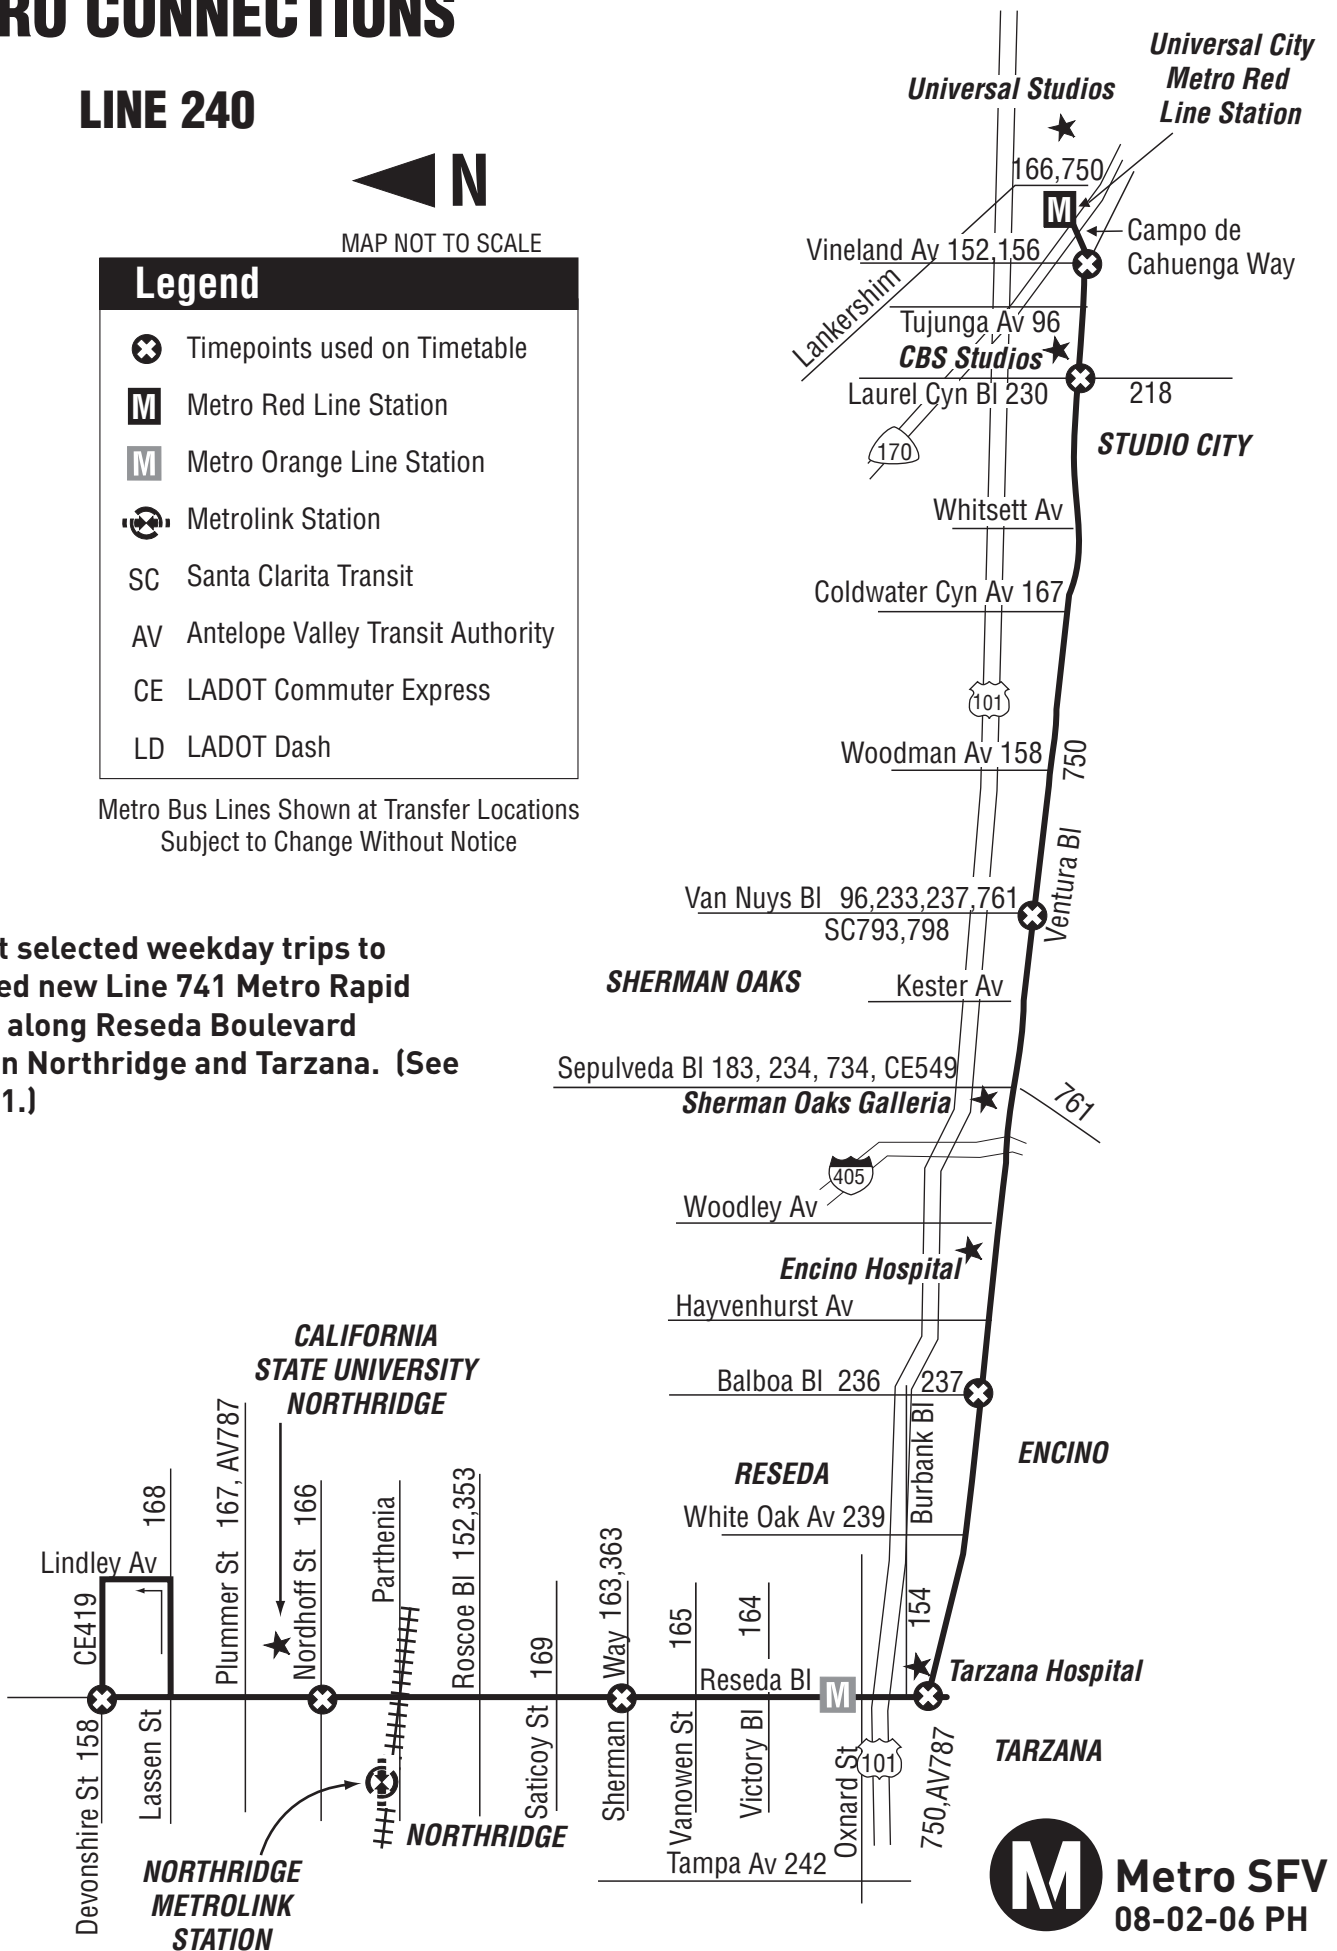 RO CONNECTIONS
LINE 240
N
MAP NOT TO SCALE
Legend
Timepoints used on Timetable
M Metro Red Line Station
M Metro Orange Line Station
Metrolink Station
SC Santa Clarita Transit
AV Antelope Valley Transit Authority
CE LADOT Commuter Express
LD LADOT Dash
Metro Bus Lines Shown at Transfer Locations
Subject to Change Without Notice
t selected weekday trips to
ed new Line 741 Metro Rapid
along Reseda Boulevard
n Northridge and Tarzana. (See
1.)
Universal City
Metro Red
Line Station
Universal Studios
166,750
M
Campo de
Cahuenga Way
Vineland Av 152,156
Lankershim
Tujunga Av 96
CBS Studios
Laurel Cyn Bl 230
218
170
STUDIO CITY
Whitsett Av
Coldwater Cyn Av 167
101
Woodman Av 158
750
Ventura Bl
Van Nuys Bl 96,233,237,761
SC793,798
SHERMAN OAKS
Kester Av
Sepulveda Bl 183, 234, 734, CE549
Sherman Oaks Galleria
761
405
Woodley Av
Encino Hospital
Hayvenhurst Av
Balboa Bl 236
237
Burbank Bl
ENCINO
RESEDA
White Oak Av 239
154
Tarzana Hospital
TARZANA
750,AV787
101
Oxnard St
M
Reseda Bl
Tampa Av 242
Victory Bl 164
Vanowen St 165
Sherman Way 163,363
Saticoy St 169
Roscoe Bl 152,353
Parthenia
Nordhoff St 166
CALIFORNIA
STATE UNIVERSITY
NORTHRIDGE
Plummer St 167, AV787
Lassen St 168
Lindley Av
CE419
Devonshire St 158
NORTHRIDGE
NORTHRIDGE
METROLINK
STATION
M
Metro SFV
08-02-06 PH